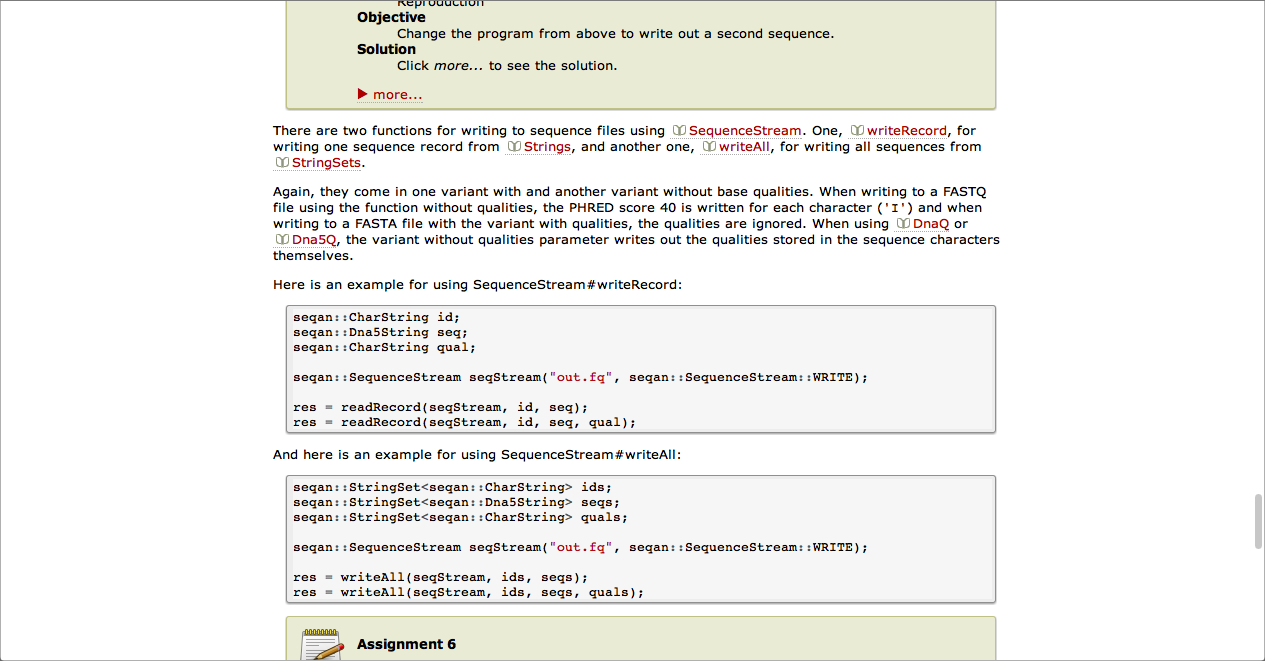 Reproduction
Objective
Change the program from above to write out a second sequence.
Solution
Click more... to see the solution.
more...
There are two functions for writing to sequence files using SequenceStream. One, writeRecord, for
writing one sequence record from Strings, and another one, writeAll, for writing all sequences from
StringSets.
Again, they come in one variant with and another variant without base qualities. When writing to a FASTQ
file using the function without qualities, the PHRED score 40 is written for each character ('I') and when
writing to a FASTA file with the variant with qualities, the qualities are ignored. When using DnaQ or
Dna5Q, the variant without qualities parameter writes out the qualities stored in the sequence characters
themselves.
Here is an example for using SequenceStream#writeRecord:
seqan::CharString id;
seqan::Dna5String seq;
seqan::CharString qual;
seqan::SequenceStream seqStream("out.fq", seqan::SequenceStream::WRITE);
res = readRecord(seqStream, id, seq);
res = readRecord(seqStream, id, seq, qual);
And here is an example for using SequenceStream#writeAll:
seqan::StringSet<seqan::CharString> ids;
seqan::StringSet<seqan::Dna5String> seqs;
seqan::StringSet<seqan::CharString> quals;
seqan::SequenceStream seqStream("out.fq", seqan::SequenceStream::WRITE);
res = writeAll(seqStream, ids, seqs);
res = writeAll(seqStream, ids, seqs, quals);
Assignment 6